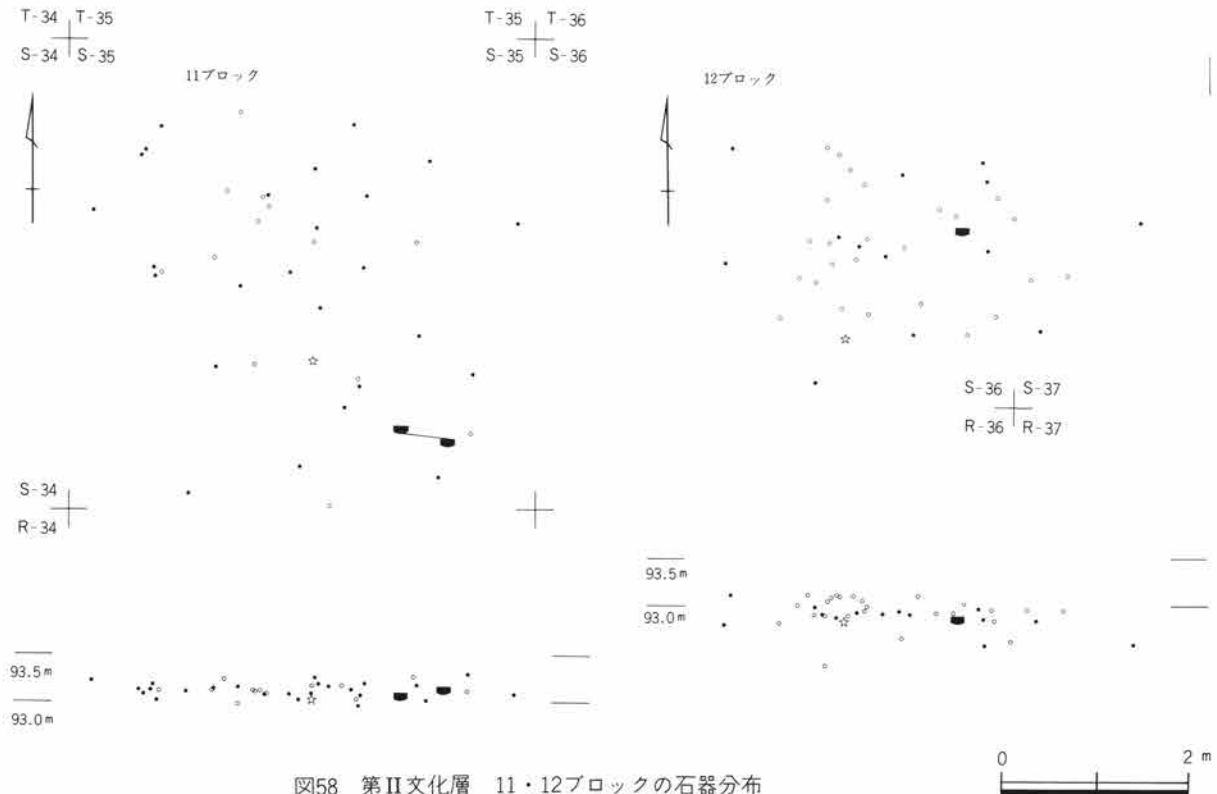 T-34 T-35
S-34 S-35
11ブロック
T-35 T-36
S-35 S-36
12ブロック
S-36 S-37
R-36 R-37
S-34
R-34
93.5m
93.0m
93.5m
93.0m
0 2 m
図58 第II文化層 11・12ブロックの石器分布